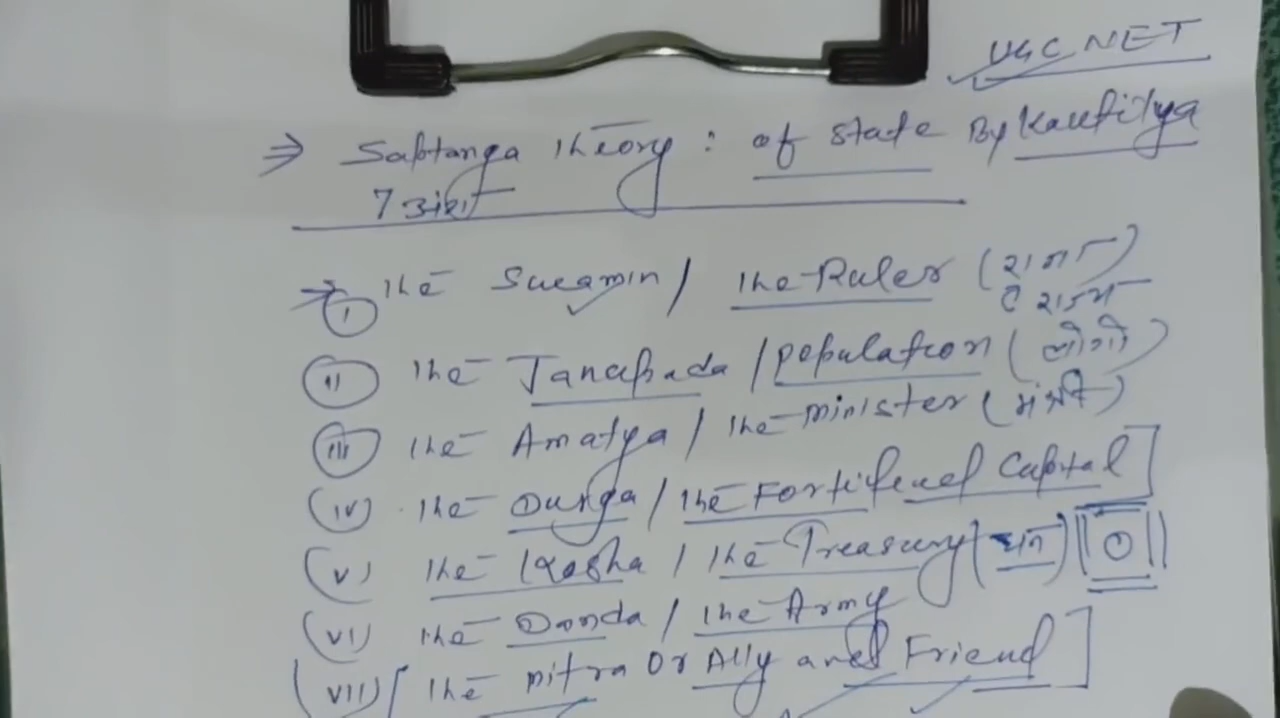 UGC NET
⇒ Saptanga Theory : of state By Kautilya
7 अंग
→ (i) The Swamin / The Ruler (राजा
राज्य)
(ii) The Janapada / population (लोगो)
(iii) The Amatya / The minister (मंत्री)
(iv) The Durga / The Fortified Capital]
(v) The Kosha / The Treasury (धन)
(vi) The Danda / The Army
(vii) [The Mitra Or Ally and Friend]